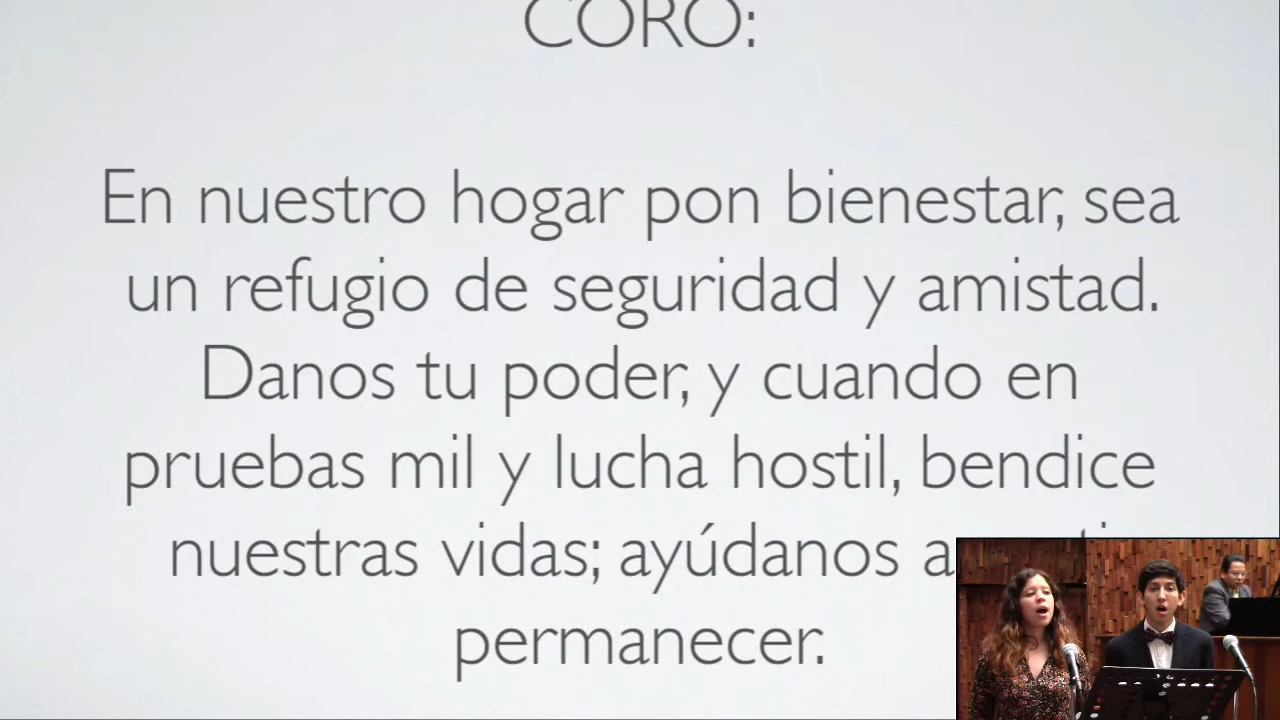 CORO:
En nuestro hogar pon bienestar, sea
un refugio de seguridad y amistad.
Danos tu poder, y cuando en
pruebas mil y lucha hostil, bendice
nuestras vidas; ayúdanos a
permanecer.